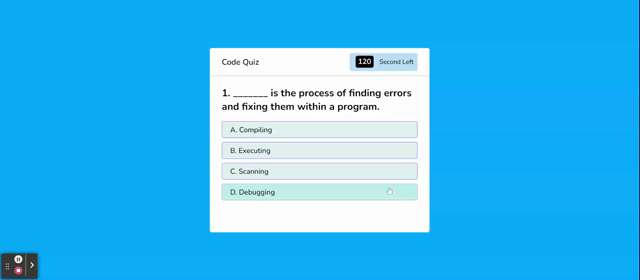 Code Quiz
120 Second Left
1. _______ is the process of finding errors
and fixing them within a program.
A. Compiling
B. Executing
C. Scanning
D. Debugging